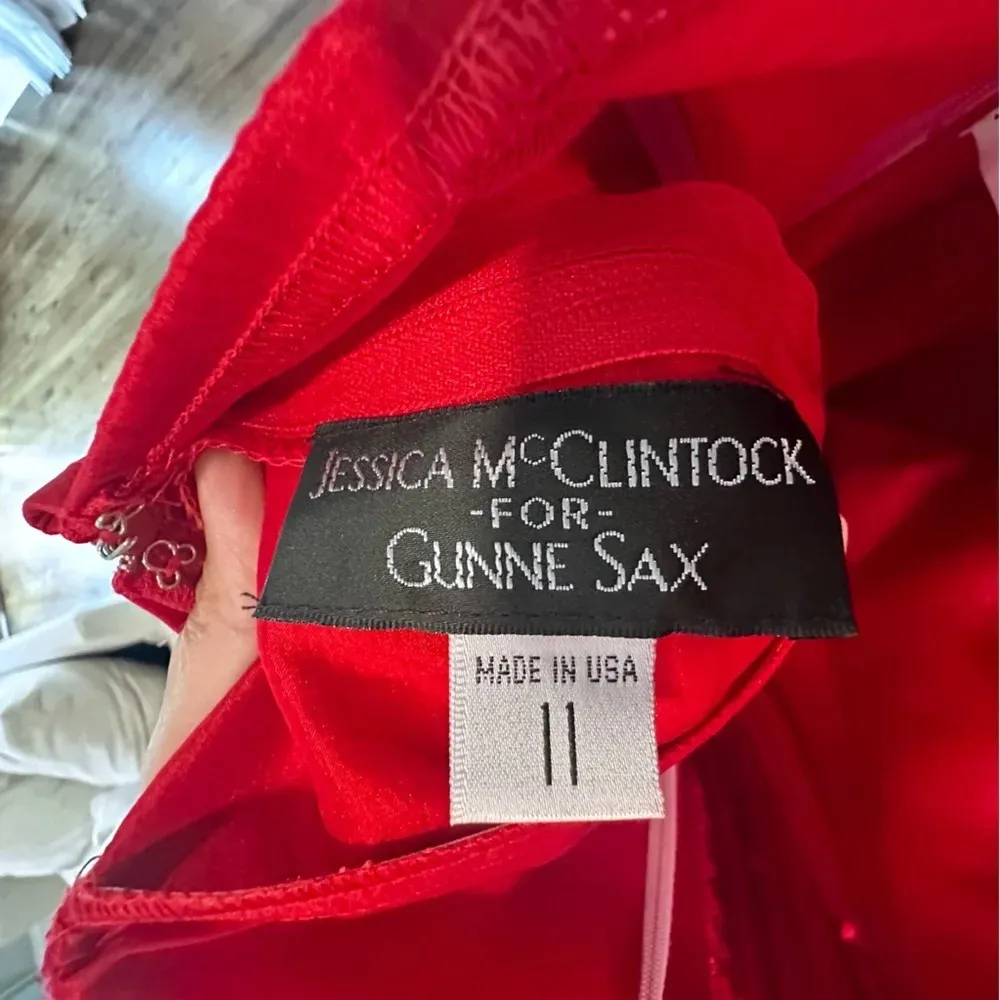 JESSICA McCLINTOCK
-FOR-
GUNNE SAX
MADE IN USA
11